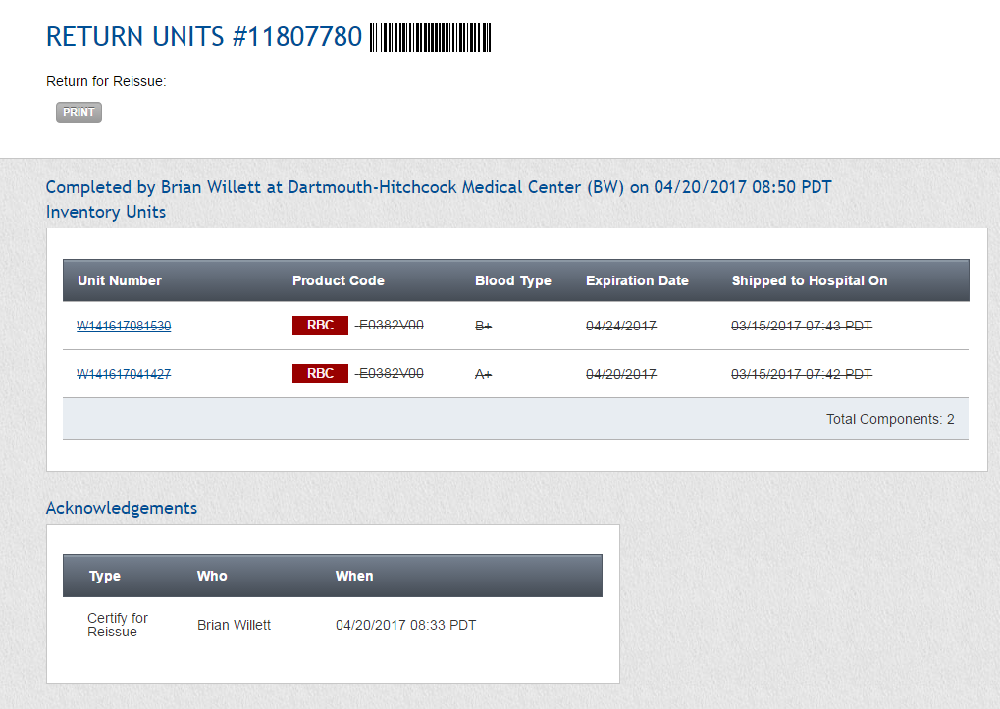 RETURN UNITS #11807780
Return for Reissue:
PRINT
Completed by Brian Willett at Dartmouth-Hitchcock Medical Center (BW) on 04/20/2017 08:50 PDT
Inventory Units
Unit Number Product Code Blood Type Expiration Date Shipped to Hospital On
W141617081530 RBC E0382V00 B+ 04/24/2017 03/15/2017 07:43 PDT
W141617041427 RBC E0382V00 A+ 04/20/2017 03/15/2017 07:42 PDT
Total Components: 2
Acknowledgements
Type Who When
Certify for
Reissue Brian Willett 04/20/2017 08:33 PDT